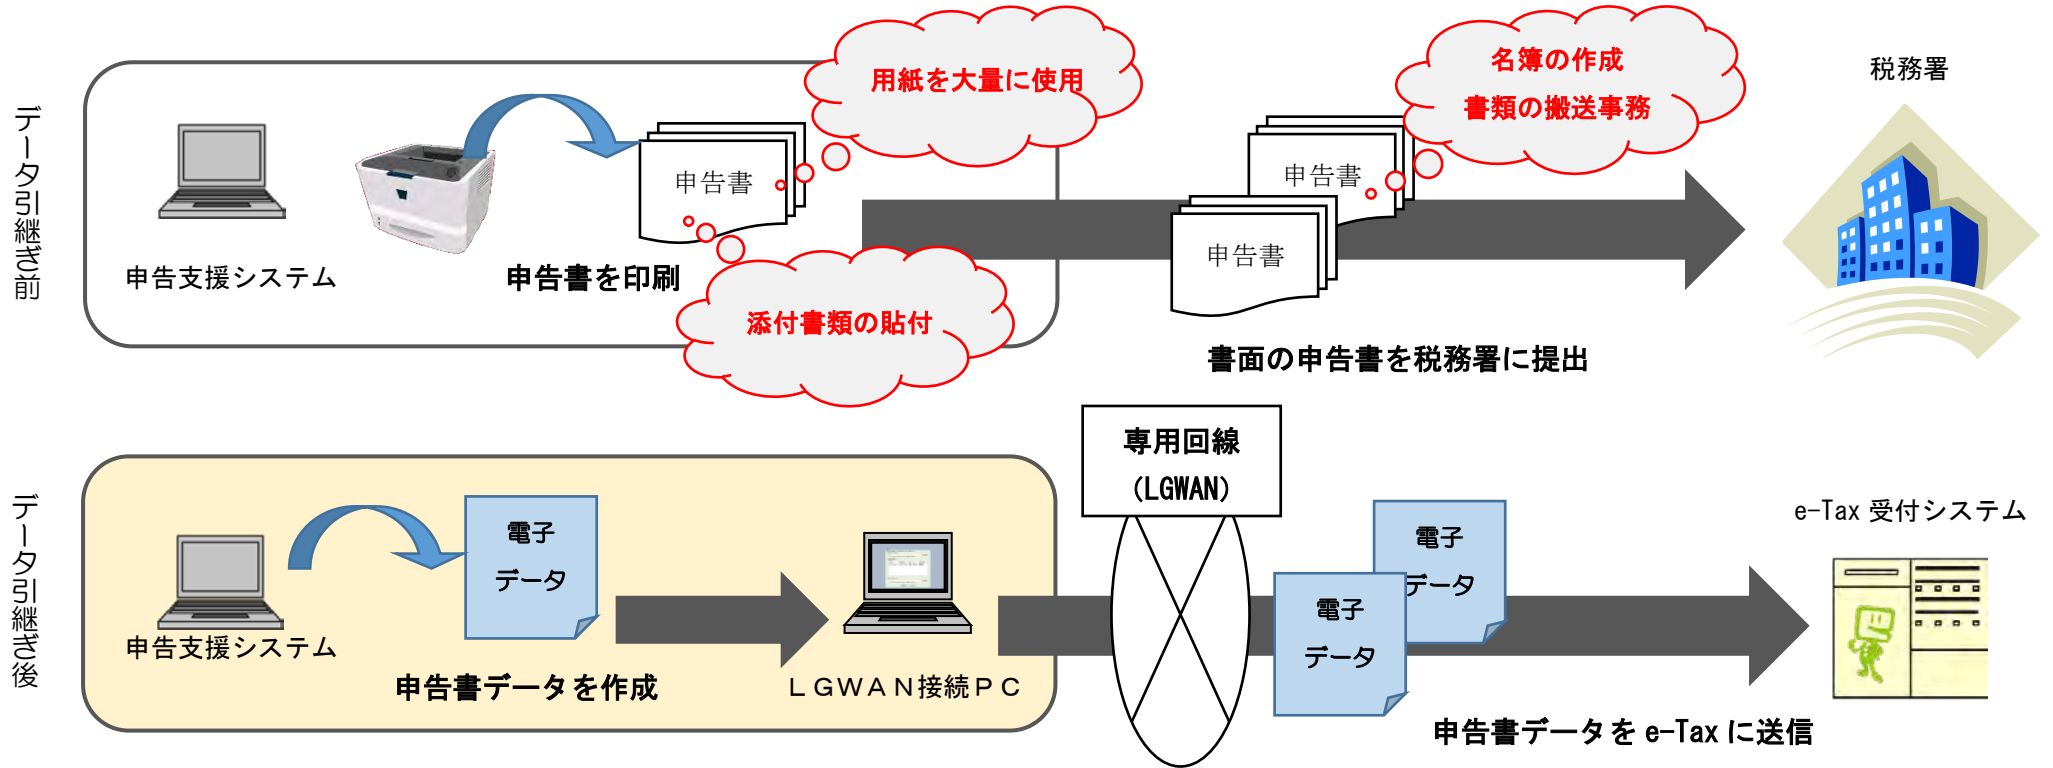 データ引継ぎ前
申告支援システム
申告書を印刷
申告書
用紙を大量に使用
添付書類の貼付
申告書
申告書
名簿の作成
書類の搬送事務
書面の申告書を税務署に提出
税務署
データ引継ぎ後
申告支援システム
電子
データ
申告書データを作成
LGWAN接続PC
専用回線
(LGWAN)
電子
データ
電子
データ
申告書データを e-Tax に送信
e-Tax 受付システム